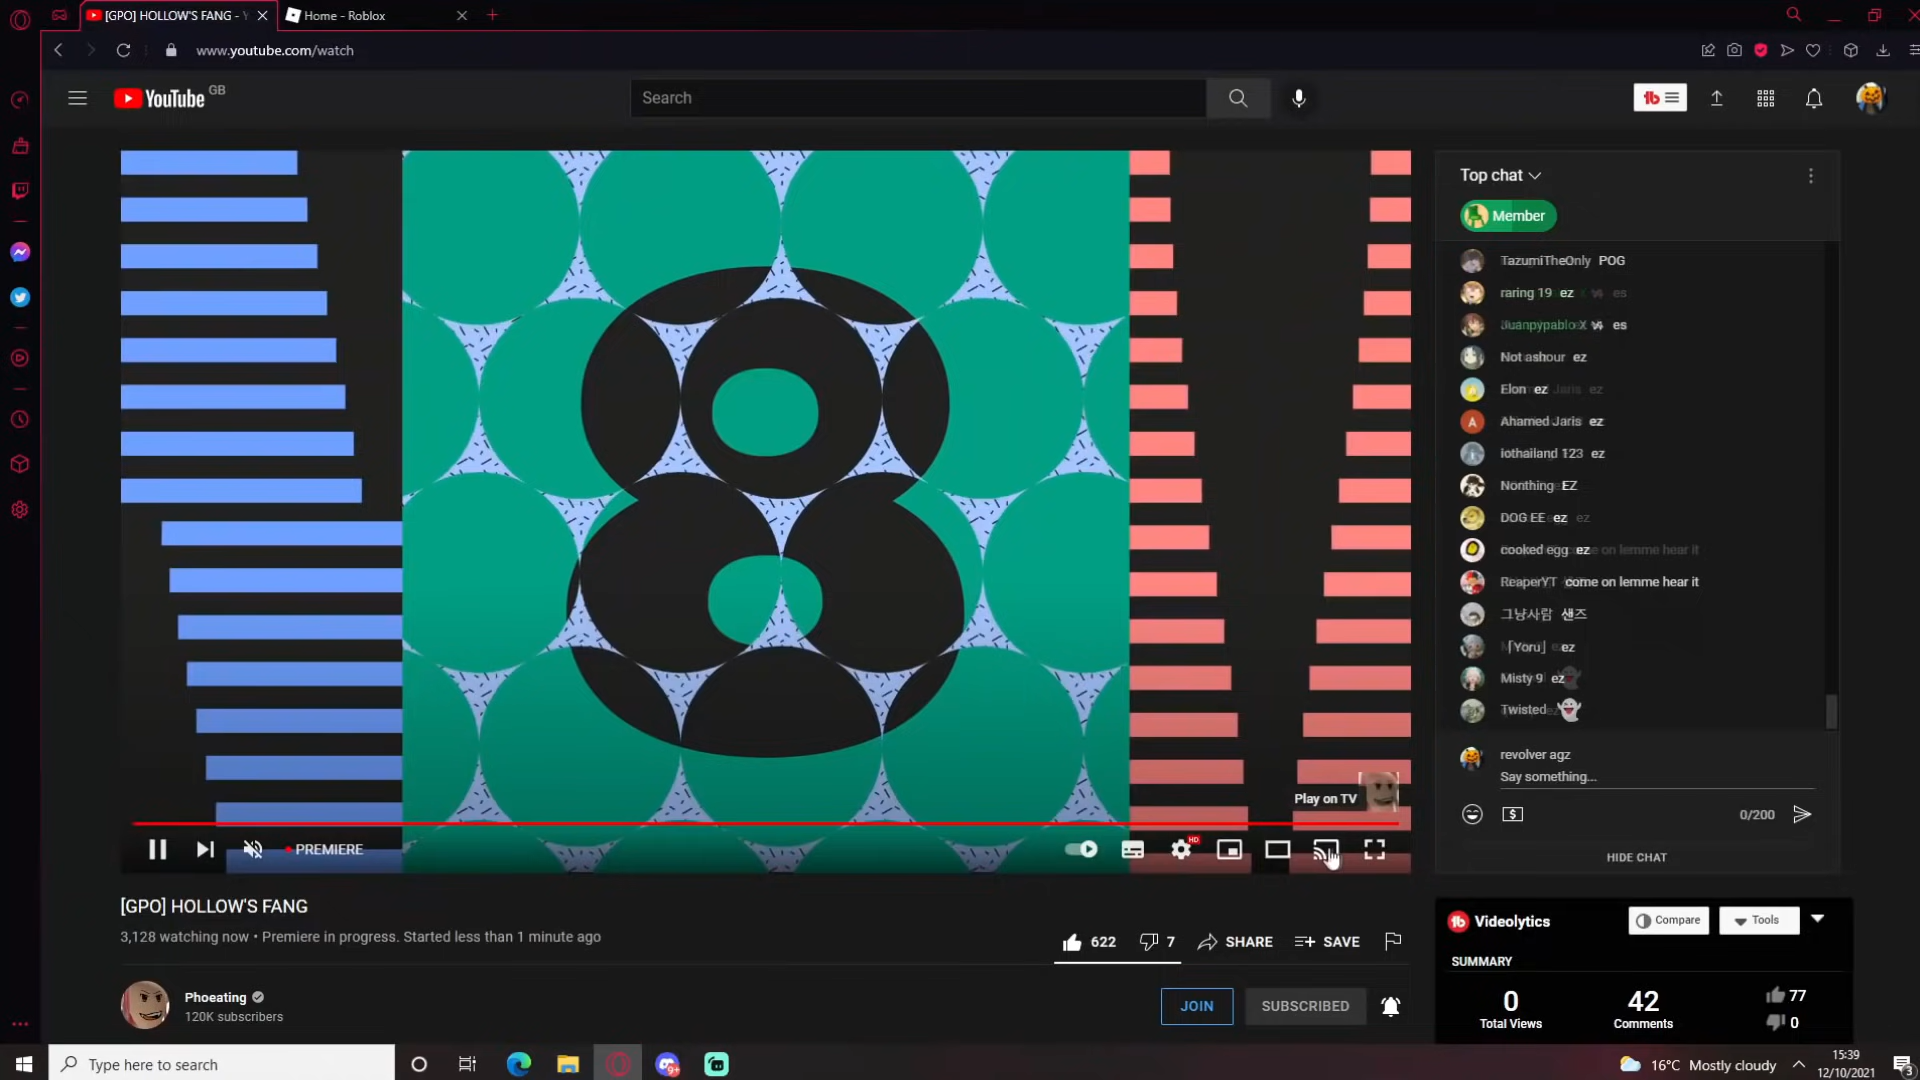 [GPO] HOLLOW'S FANG - Y
Home - Roblox
www.youtube.com/watch
YouTube GB
Search
8
Play on TV
PREMIERE
HD
[GPO] HOLLOW'S FANG
3,128 watching now • Premiere in progress. Started less than 1 minute ago
622
7
SHARE
SAVE
Phoeating
120K subscribers
JOIN
SUBSCRIBED
Top chat
Member
TazumiTheOnly POG
raring 19 ez
Juanpypablo X es
Not ashour ez
Elon ez
Ahamed Jaris ez
iothailand 123 ez
Nonthing EZ
DOG EE ez
cooked egg ez
ReaperYT come on lemme hear it
그냥사람 샌즈
「Yoru」 ez
Misty 9 ez
Twisted
revolver agz
Say something...
0/200
HIDE CHAT
Videolytics
Compare
Tools
SUMMARY
0
Total Views
42
Comments
77
0
Type here to search
9+
16°C Mostly cloudy
15:39
12/10/2021
3